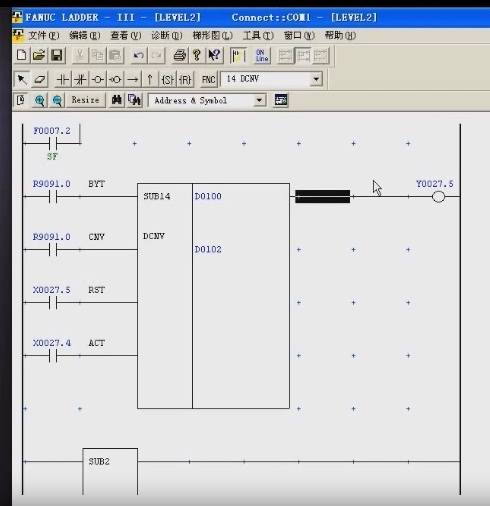 FANUC LADDER - III - [LEVEL2] Connect::COM1 - [LEVEL2]
文件(F) 编辑(E) 查看(V) 诊断(D) 梯形图(L) 工具(T) 窗口(W) 帮助(H)
ON Line
(S) (R) FNC 14 DCNV
Resize Address & Symbol
F0007.2
SF
R9091.0 BYT Y0027.5
SUB14 D0100
R9091.0 CNV DCNV
D0102
X0027.5 RST
X0027.4 ACT
SUB2